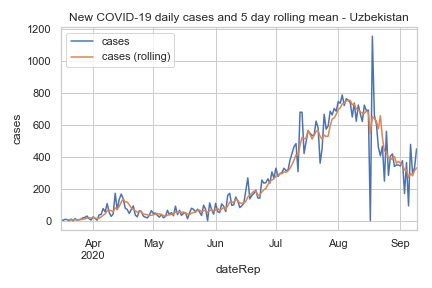 New COVID-19 daily cases and 5 day rolling mean - Uzbekistan
cases
cases (rolling)
1200
1000
800
600
400
200
0
cases
Apr
2020
May
Jun
Jul
Aug
Sep
dateRep